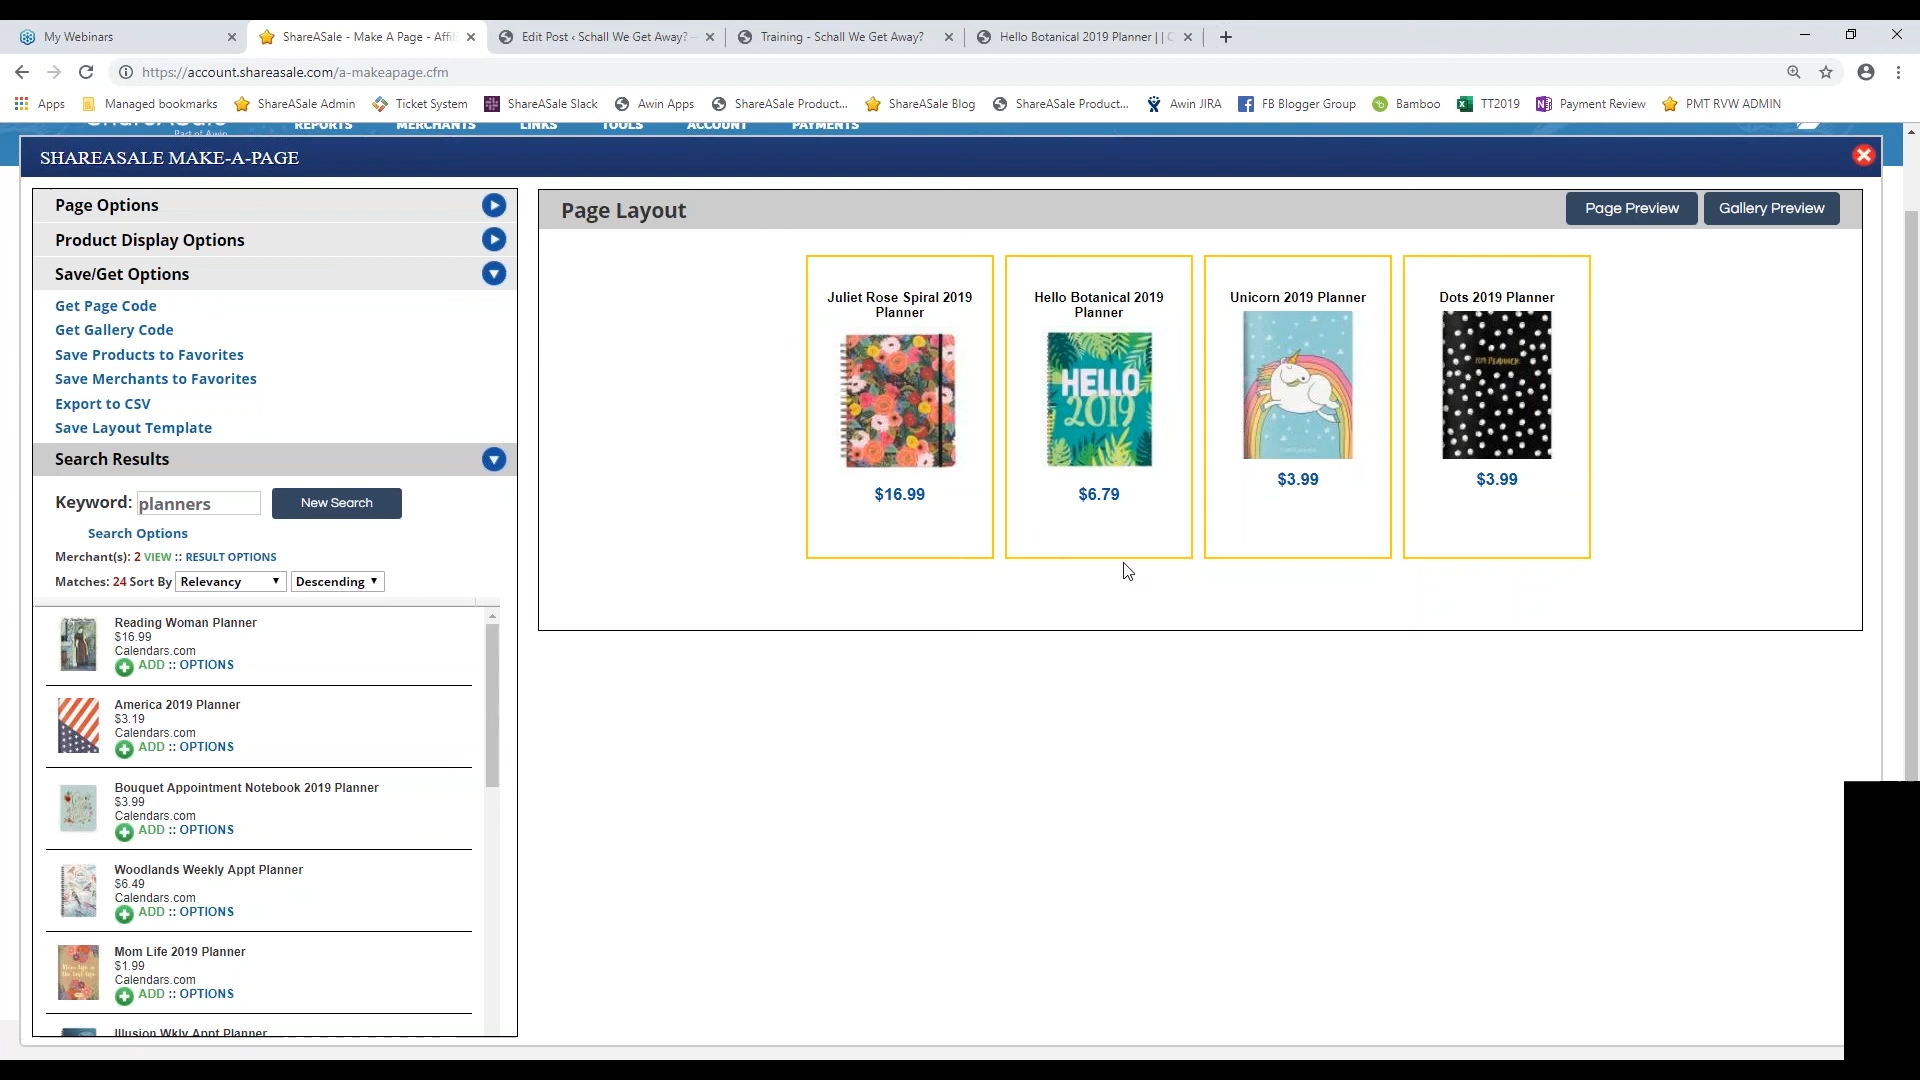 My Webinars
ShareASale - Make A Page - Affil
Edit Post ‹ Schall We Get Away? -
Training - Schall We Get Away?
Hello Botanical 2019 Planner | | C
https://account.shareasale.com/a-makeapage.cfm
Apps
Managed bookmarks
ShareASale Admin
Ticket System
ShareASale Slack
Awin Apps
ShareASale Product...
ShareASale Blog
ShareASale Product...
Awin JIRA
FB Blogger Group
Bamboo
TT2019
Payment Review
PMT RVW ADMIN
ShareASale
Part of Awin
REPORTS
MERCHANTS
LINKS
TOOLS
ACCOUNT
PAYMENTS
SHAREASALE MAKE-A-PAGE
Page Options
Product Display Options
Save/Get Options
Get Page Code
Get Gallery Code
Save Products to Favorites
Save Merchants to Favorites
Export to CSV
Save Layout Template
Search Results
Keyword: planners New Search
Search Options
Merchant(s): 2 VIEW :: RESULT OPTIONS
Matches: 24 Sort By Relevancy Descending
Reading Woman Planner
$16.99
Calendars.com
ADD :: OPTIONS
America 2019 Planner
$3.19
Calendars.com
ADD :: OPTIONS
Bouquet Appointment Notebook 2019 Planner
$3.99
Calendars.com
ADD :: OPTIONS
Woodlands Weekly Appt Planner
$6.49
Calendars.com
ADD :: OPTIONS
Mom Life 2019 Planner
$1.99
Calendars.com
ADD :: OPTIONS
Illusion Wkly Appt Planner
Page Layout
Page Preview
Gallery Preview
Juliet Rose Spiral 2019
Planner
$16.99
Hello Botanical 2019
Planner
HELLO
2019
$6.79
Unicorn 2019 Planner
$3.99
Dots 2019 Planner
2019 PLANNER
$3.99